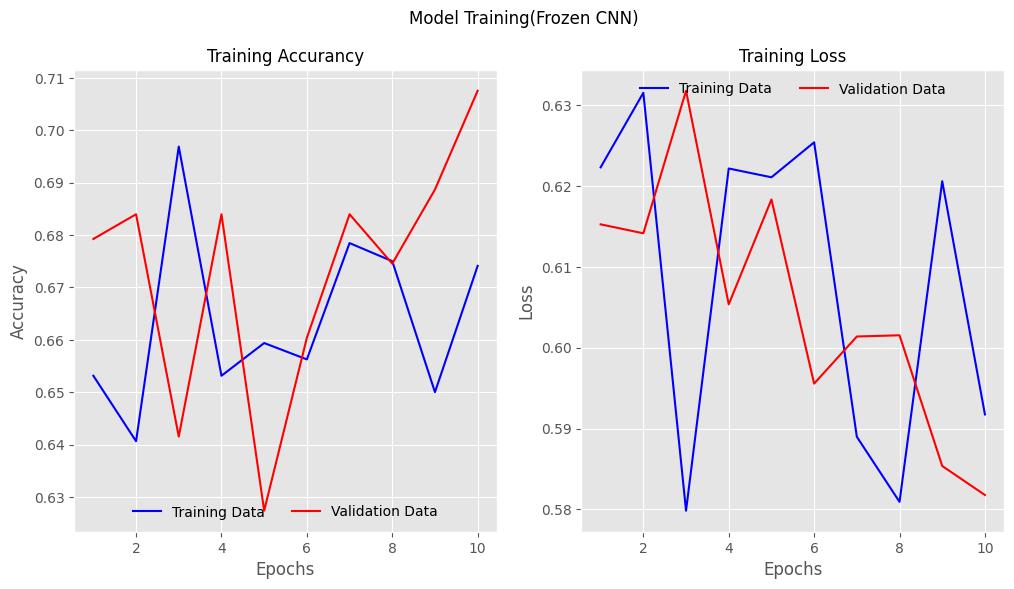 Model Training(Frozen CNN)
Training Accurancy
0.71
0.70
0.69
0.68
0.67
0.66
0.65
0.64
0.63
Accuracy
Training Data
Validation Data
2
4
6
8
10
Epochs
Training Loss
Training Data
Validation Data
0.63
0.62
0.61
0.60
0.59
0.58
Loss
2
4
6
8
10
Epochs